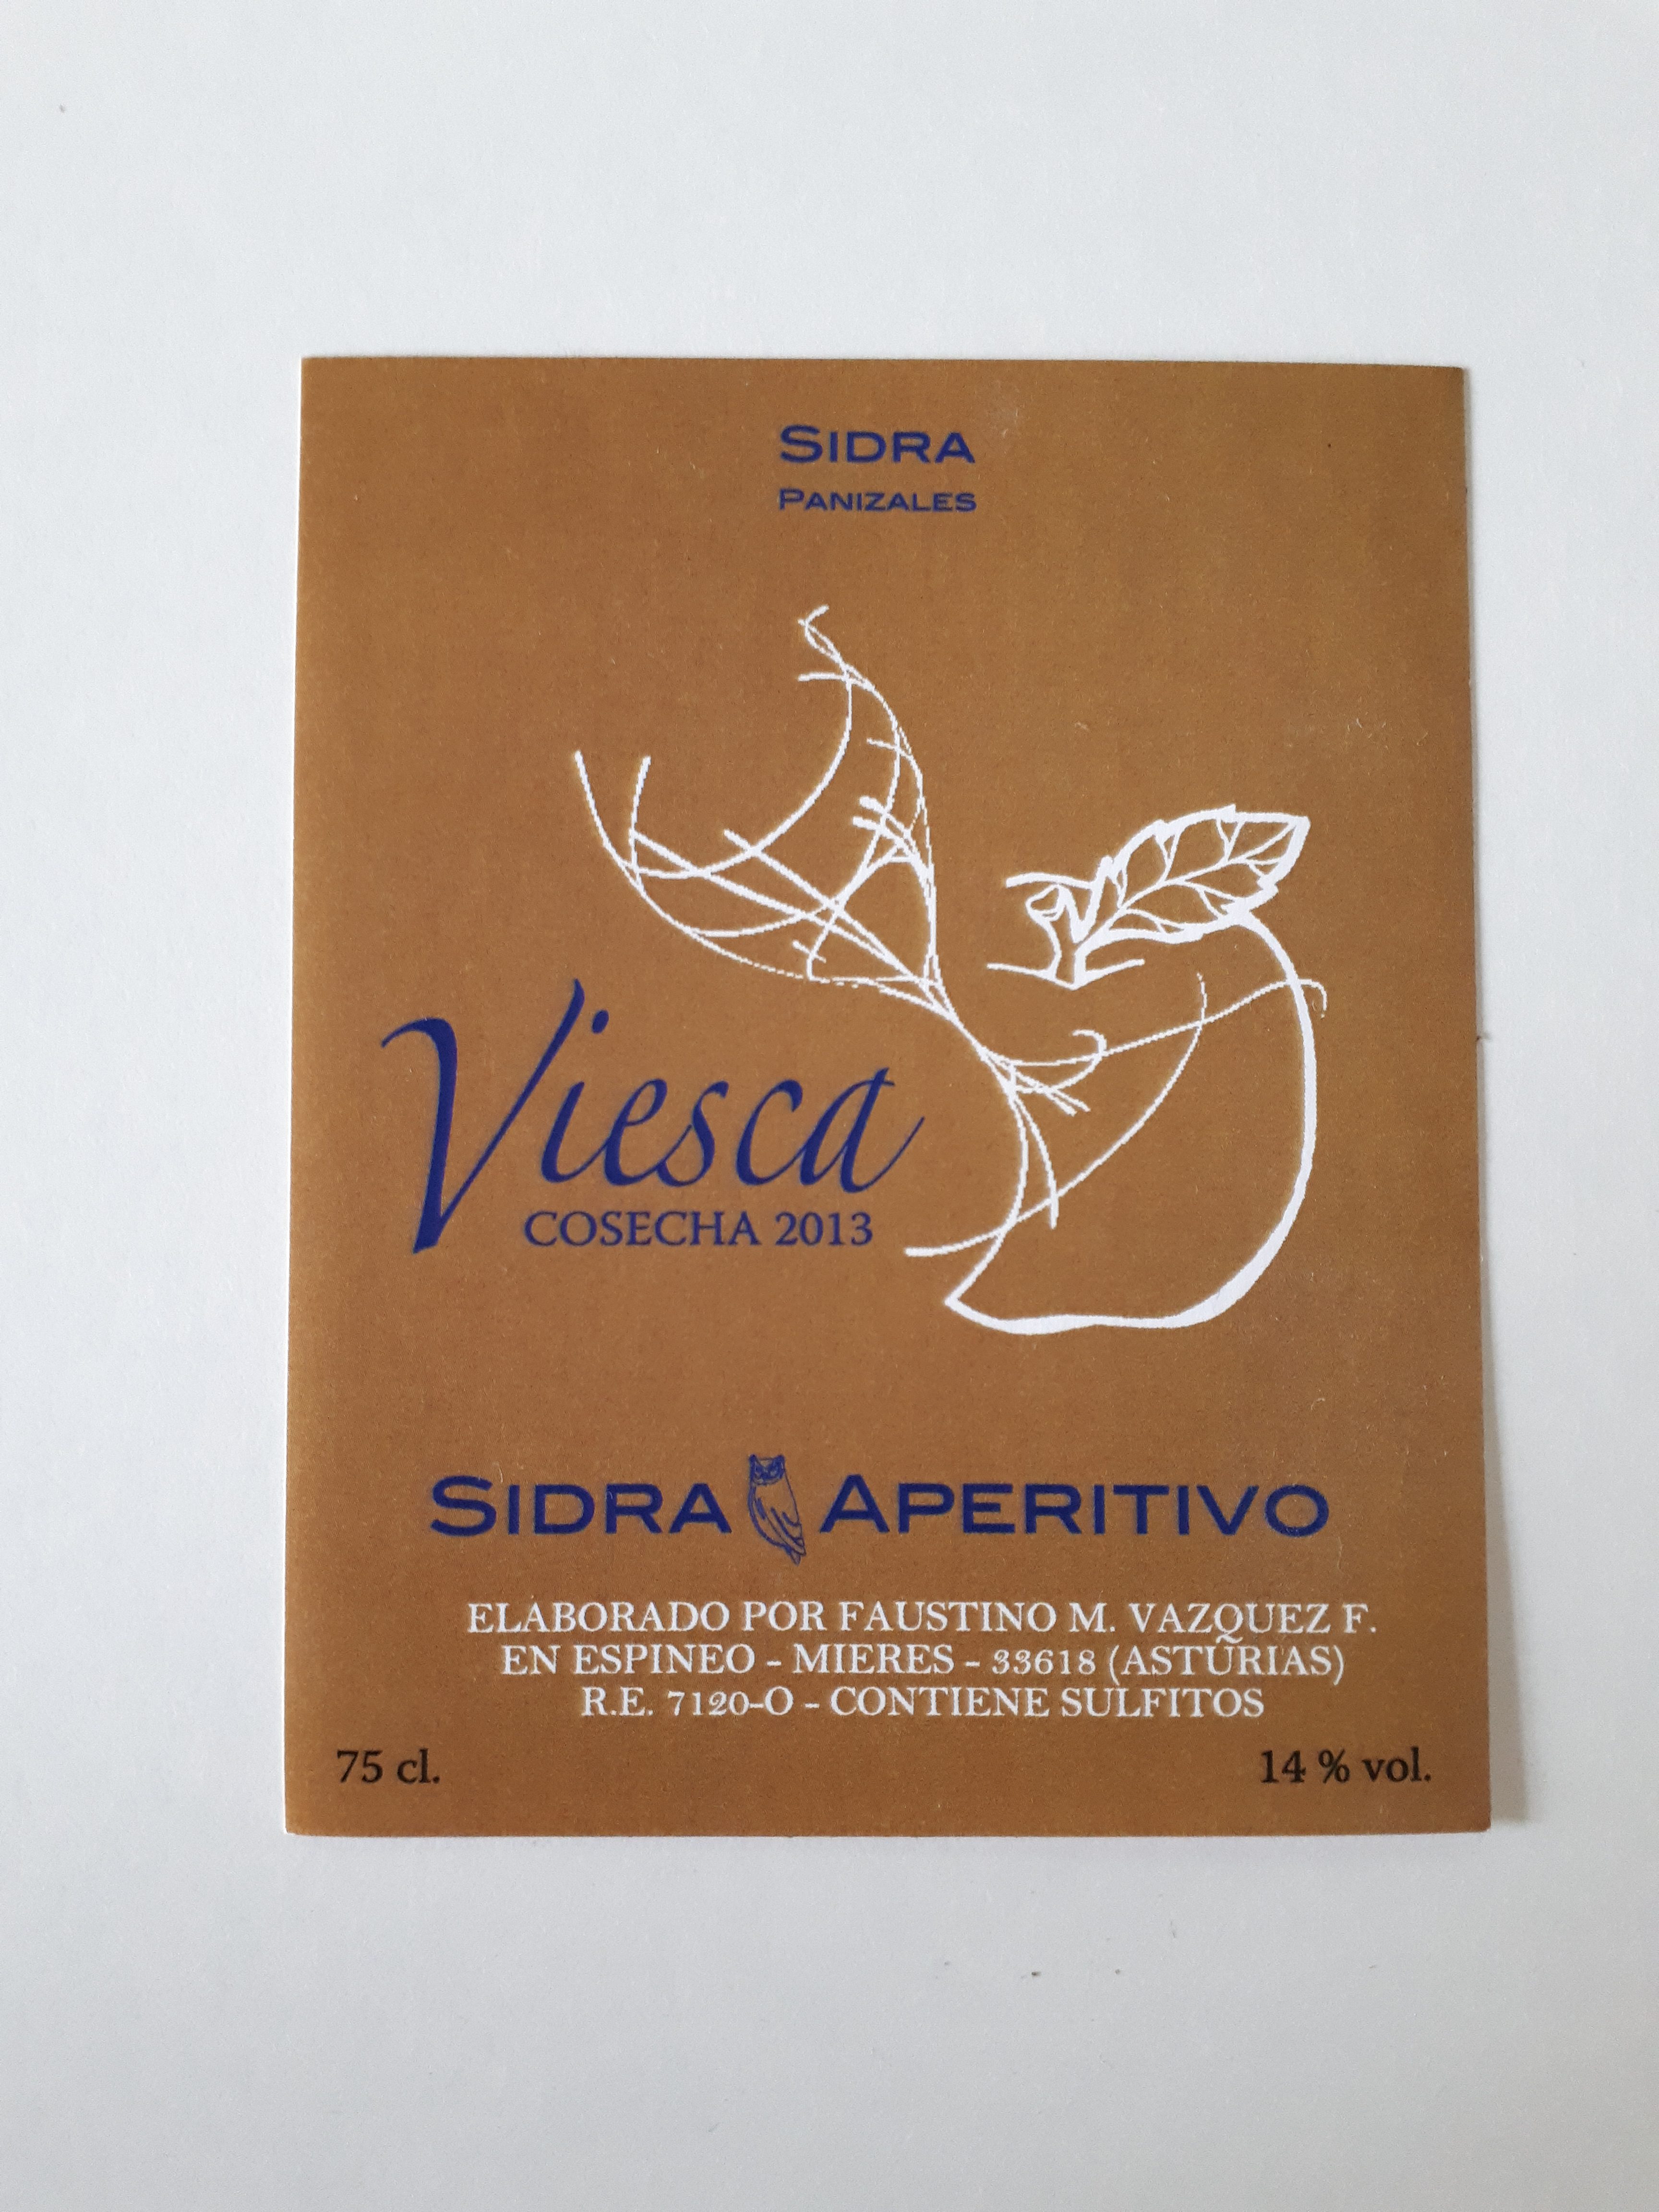 SIDRA
PANIZALES
Viesca
COSECHA 2013
SIDRA APERITIVO
ELABORADO POR FAUSTINO M. VAZQUEZ F.
EN ESPINEO - MIERES - 33618 (ASTURIAS)
R.E. 7120-O - CONTIENE SULFITOS
75 cl.
14 % vol.